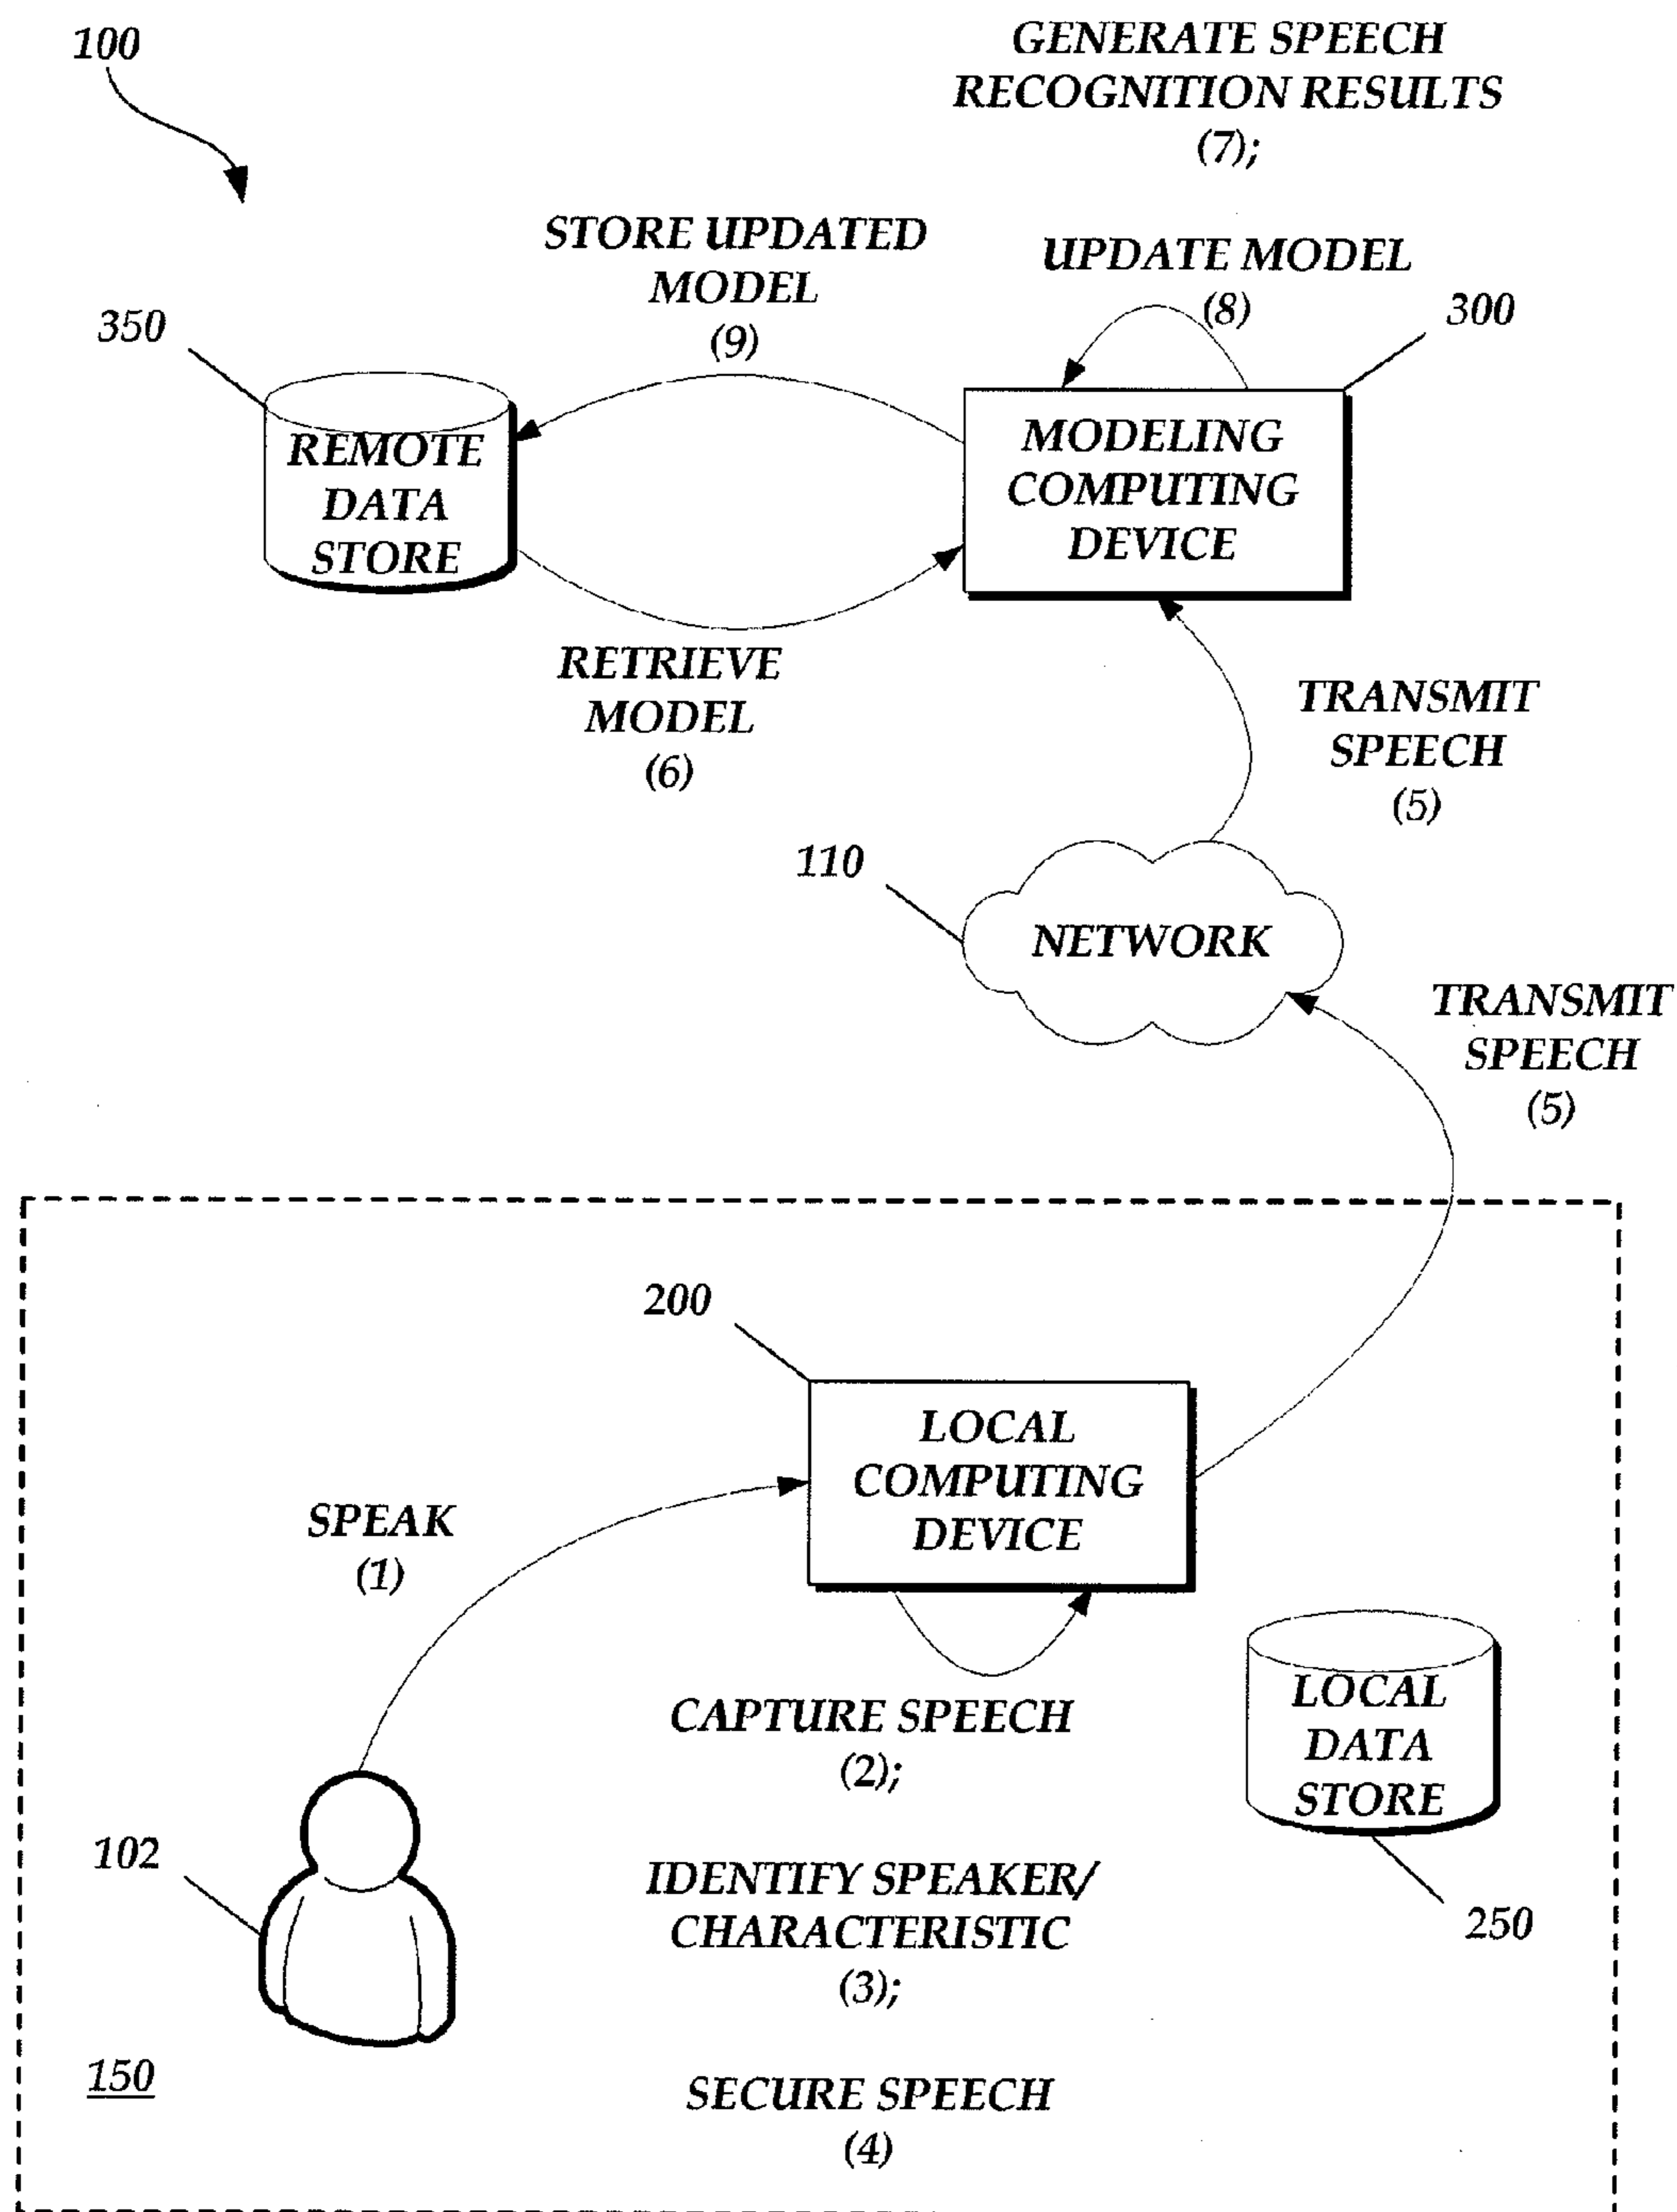 100
GENERATE SPEECH
RECOGNITION RESULTS
(7);
STORE UPDATED
MODEL
(9)
UPDATE MODEL
(8)
350
300
REMOTE
DATA
STORE
MODELING
COMPUTING
DEVICE
RETRIEVE
MODEL
(6)
TRANSMIT
SPEECH
(5)
110
NETWORK
TRANSMIT
SPEECH
(5)
200
LOCAL
COMPUTING
DEVICE
SPEAK
(1)
CAPTURE SPEECH
(2);
LOCAL
DATA
STORE
102
IDENTIFY SPEAKER/
CHARACTERISTIC
(3);
250
150
SECURE SPEECH
(4)